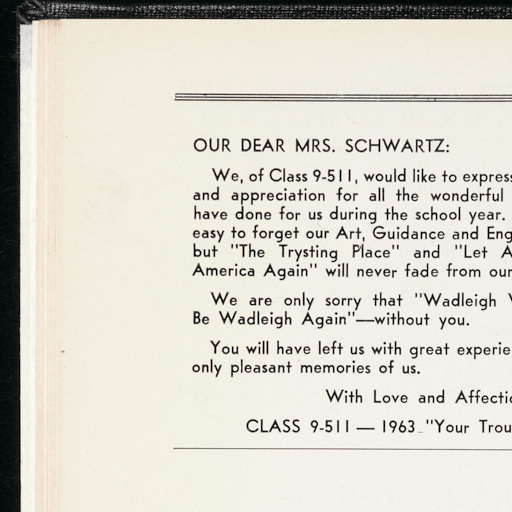 OUR DEAR MRS. SCHWARTZ:
We, of Class 9-511, would like to express
and appreciation for all the wonderful
have done for us during the school year.
easy to forget our Art, Guidance and Eng
but "The Trysting Place" and "Let A
America Again" will never fade from our
We are only sorry that "Wadleigh W
Be Wadleigh Again"—without you.
You will have left us with great experie
only pleasant memories of us.
With Love and Affectio
CLASS 9-511 — 1963 "Your Trou